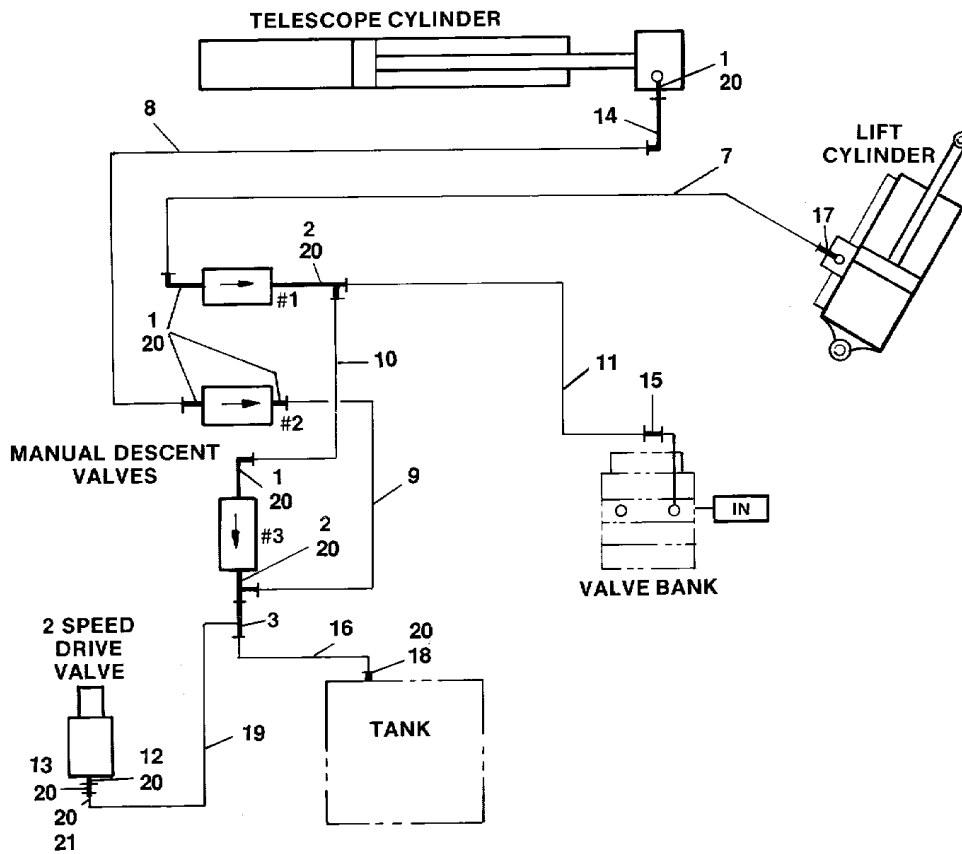 TELESCOPE CYLINDER
1
20
8
14
LIFT
CYLINDER
7
17
2
20
#1
1
20
10
11
15
#2
MANUAL DESCENT
VALVES
9
1
20
#3
2
20
IN
VALVE BANK
3
2 SPEED
DRIVE
VALVE
16
20
18
TANK
19
13
20
12
20
20
21